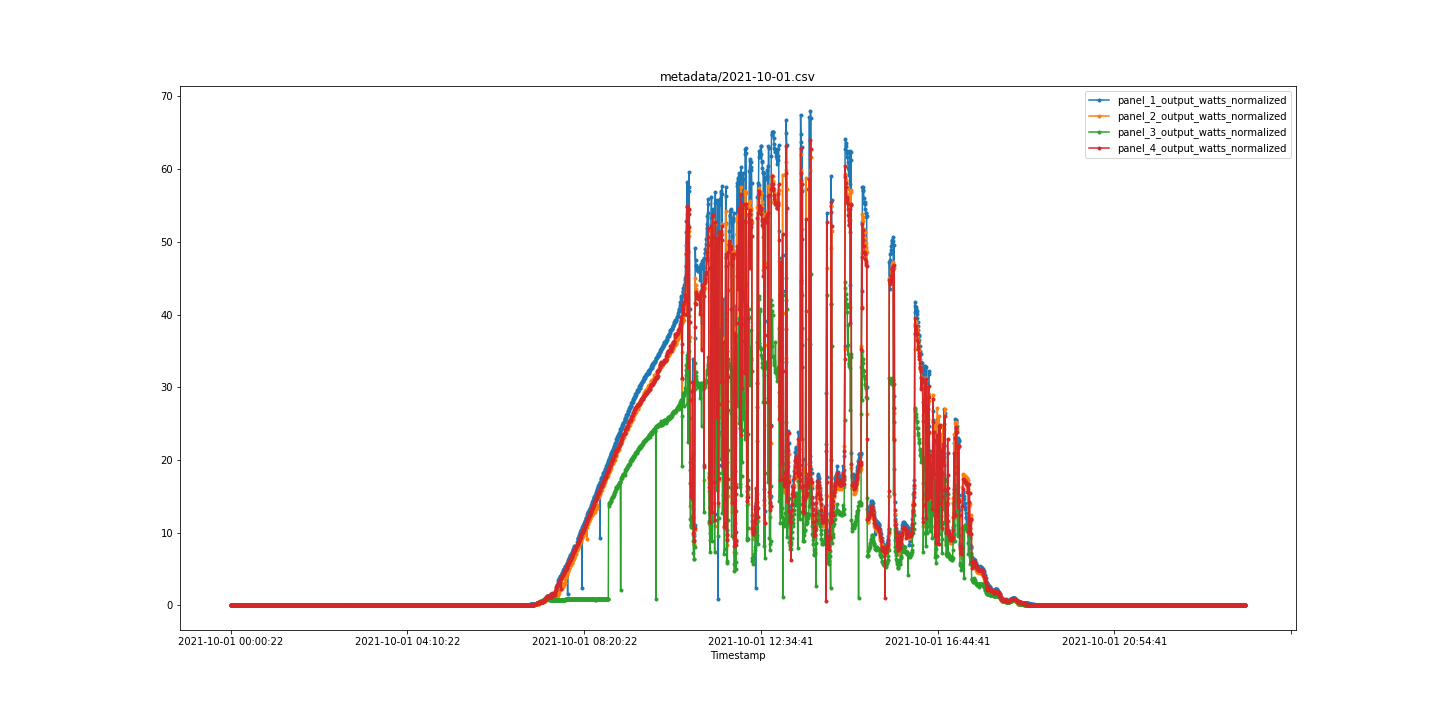 metadata/2021-10-01.csv
panel_1_output_watts_normalized
panel_2_output_watts_normalized
panel_3_output_watts_normalized
panel_4_output_watts_normalized
70
60
50
40
30
20
10
0
2021-10-01 00:00:22 2021-10-01 04:10:22 2021-10-01 08:20:22 2021-10-01 12:34:41 2021-10-01 16:44:41 2021-10-01 20:54:41
Timestamp